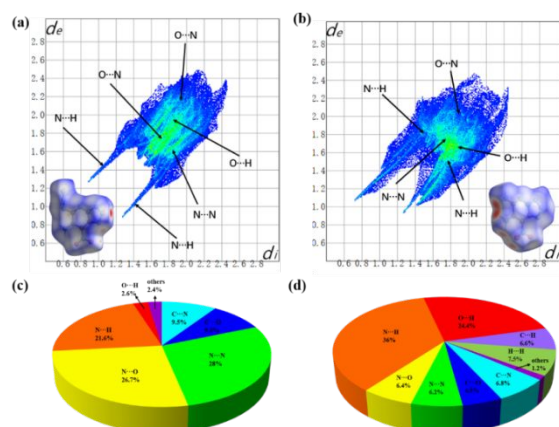 (a)
de
2.8
2.6
2.4
2.2
2.0
1.8
1.6
1.4
1.2
1.0
0.8
0.6
O···N
O···N
N···H
O···H
N···N
N···H
0.6 0.8 1.0 1.2 1.4 1.6 1.8 2.0 2.2 2.4 2.6 2.8
di
(b)
de
2.8
2.6
2.4
2.2
2.0
1.8
1.6
1.4
1.2
1.0
0.8
0.6
O···N
N···H
O···H
N···N
N···H
0.6 0.8 1.0 1.2 1.4 1.6 1.8 2.0 2.2 2.4 2.6 2.8
di
(c)
O···H
2.6%
others
2.4%
C···N
9.5%
N···H
21.4%
N···O
26.7%
N···N
28%
(d)
N···H
36%
O···H
C···H
6.6%
H···H
7.5%
others
1.2%
C···N
6.8%
N···N
6.2%
N···O
6.4%